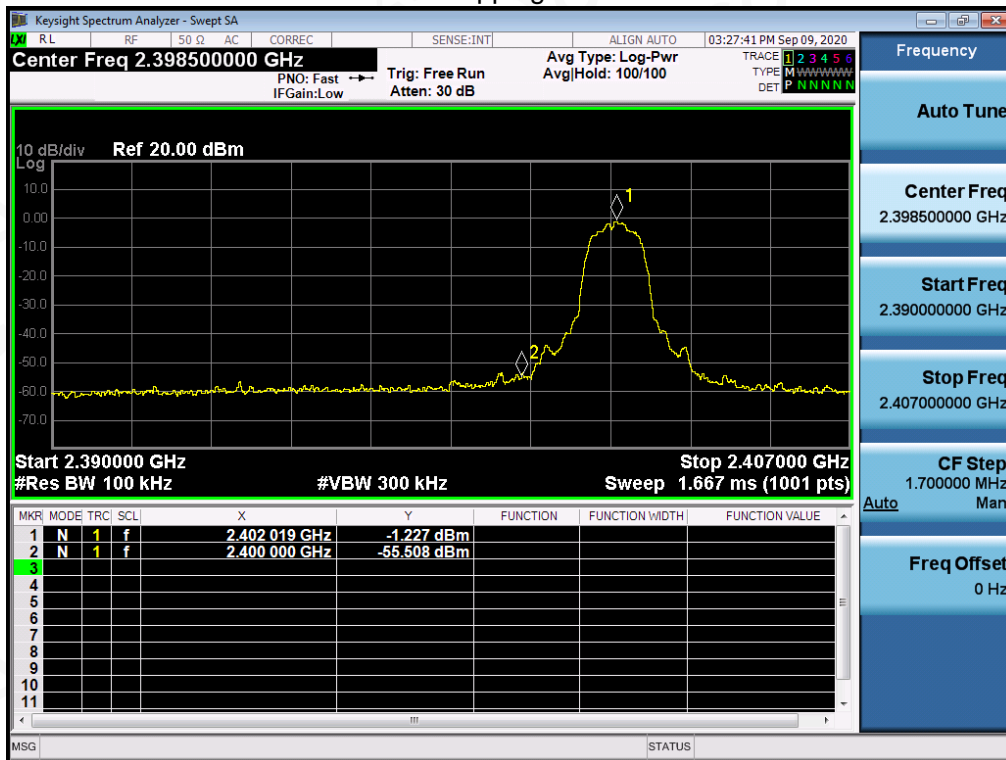 Keysight Spectrum Analyzer - Swept SA
LXI RL RF 50 Ω AC CORREC SENSE:INT ALIGN AUTO 03:27:41 PM Sep 09, 2020
Center Freq 2.398500000 GHz
PNO: Fast
IFGain:Low
Trig: Free Run
Atten: 30 dB
Avg Type: Log-Pwr
Avg|Hold: 100/100
TRACE 1 2 3 4 5 6
TYPE M WWWWW
DET P N N N N N
10 dB/div Ref 20.00 dBm
Log
10.0
0.00
-10.0
-20.0
-30.0
-40.0
-50.0
-60.0
-70.0
1
2
Start 2.390000 GHz Stop 2.407000 GHz
#Res BW 100 kHz #VBW 300 kHz Sweep 1.667 ms (1001 pts)
MKR MODE TRC SCL X Y FUNCTION FUNCTION WIDTH FUNCTION VALUE
1 N 1 f 2.402 019 GHz -1.227 dBm
2 N 1 f 2.400 000 GHz -55.508 dBm
3
4
5
6
7
8
9
10
11
MSG STATUS
Frequency
Auto Tune
Center Freq
2.398500000 GHz
Start Freq
2.390000000 GHz
Stop Freq
2.407000000 GHz
CF Step
1.700000 MHz
Auto Man
Freq Offset
0 Hz